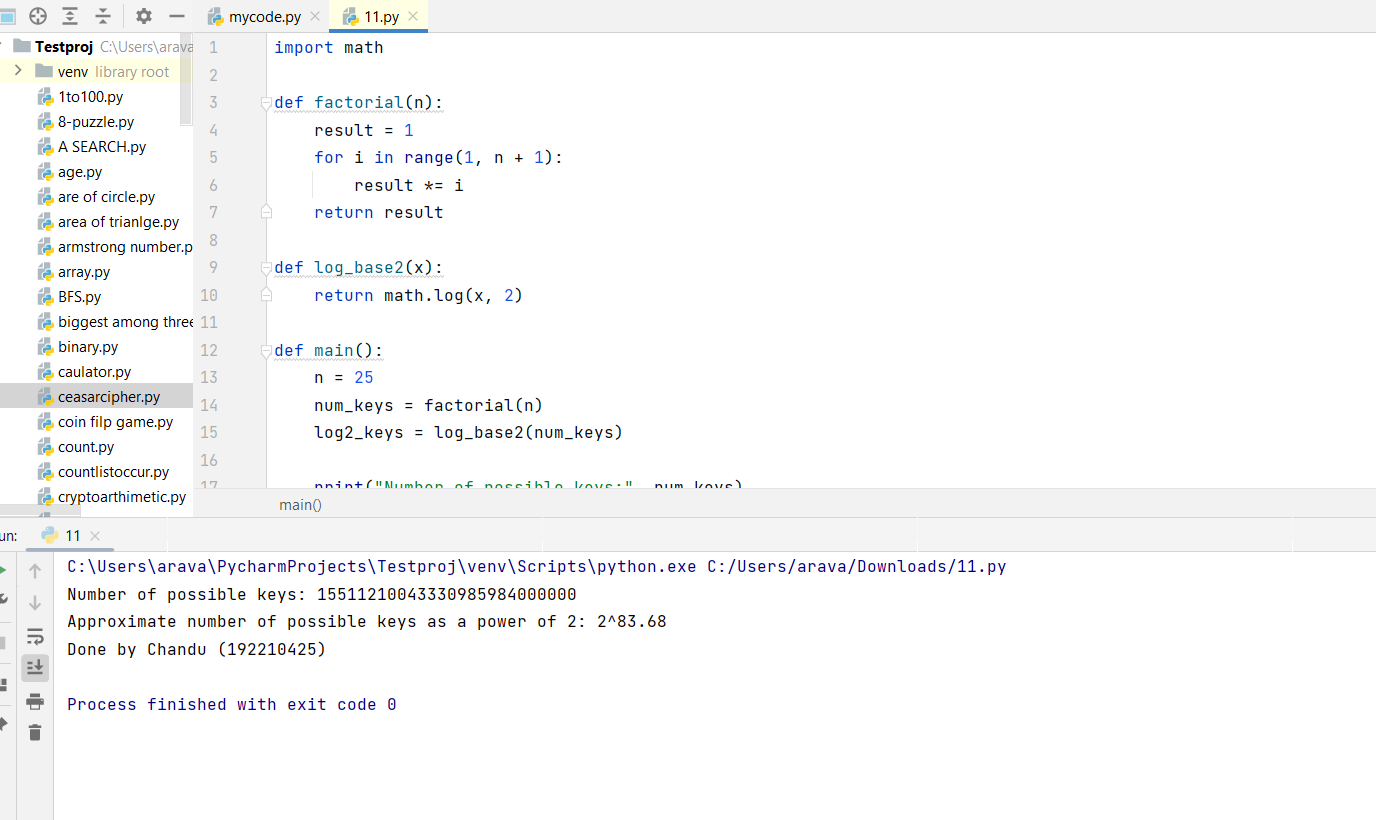 mycode.py
11.py
Testproj C:\Users\arava
venv library root
1to100.py
8-puzzle.py
A SEARCH.py
age.py
are of circle.py
area of trianlge.py
armstrong number.p
array.py
BFS.py
biggest among three
binary.py
caulator.py
ceasarcipher.py
coin filp game.py
count.py
countlistoccur.py
cryptoarthimetic.py
1 import math
2
3 def factorial(n):
4 result = 1
5 for i in range(1, n + 1):
6 result *= i
7 return result
8
9 def log_base2(x):
10 return math.log(x, 2)
11
12 def main():
13 n = 25
14 num_keys = factorial(n)
15 log2_keys = log_base2(num_keys)
16
17 print("Number of possible keys:", num_keys)
main()
un:
11
C:\Users\arava\PycharmProjects\Testproj\venv\Scripts\python.exe C:/Users/arava/Downloads/11.py
Number of possible keys: 15511210043330985984000000
Approximate number of possible keys as a power of 2: 2^83.68
Done by Chandu (192210425)
Process finished with exit code 0